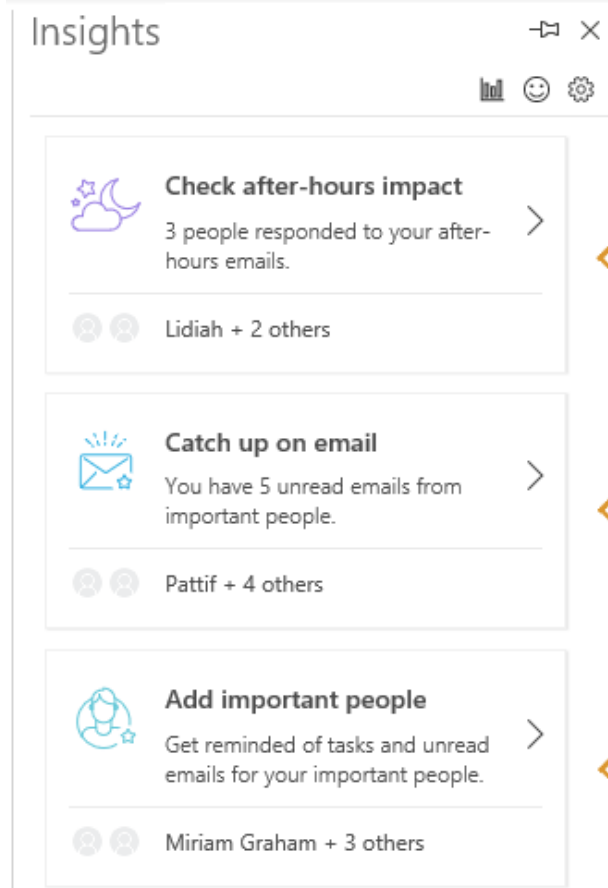 Insights
Check after-hours impact
3 people responded to your after-
hours emails.
Lidiah + 2 others
Catch up on email
You have 5 unread emails from
important people.
Pattif + 4 others
Add important people
Get reminded of tasks and unread
emails for your important people.
Miriam Graham + 3 others